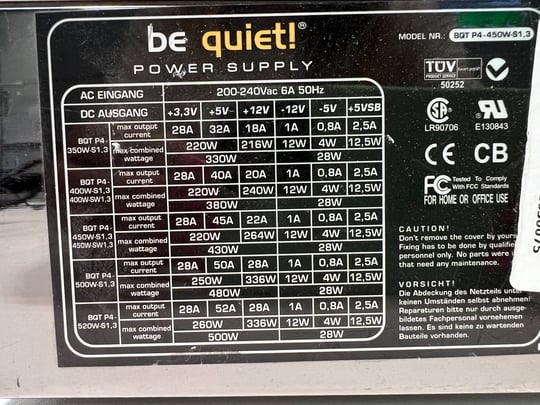 be quiet!®
POWER SUPPLY
MODEL NR.: BQT P4-450W-S1,3
AC EINGANG 200-240Vac 6A 50Hz
DC AUSGANG +3,3V +5V +12V -12V -5V +5VSB
BQT P4-350W-S1,3 max output current 28A 32A 18A 1A 0,8A 2,5A
max combined wattage 220W 216W 12W 4W 12,5W
330W 28W
BQT P4-400W-S1,3 400W-SW1,3 max output current 28A 40A 20A 1A 0,8A 2,5A
max combined wattage 220W 240W 12W 4W 12,5W
380W 28W
BQT P4-450W-S1,3 450W-SW1,3 max output current 28A 45A 22A 1A 0,8A 2,5A
max combined wattage 220W 264W 12W 4W 12,5W
430W 28W
BQT P4-500W-S1,3 max output current 28A 50A 28A 1A 0,8A 2,5A
max combined wattage 250W 336W 12W 4W 12,5W
480W 28W
BQT P4-520W-S1,3 max output current 28A 52A 28A 1A 0,8A 2,5A
max combined wattage 260W 336W 12W 4W 12,5W
500W 28W
TÜV
PRODUCT SERVICE
50252
LR90706 E130843
CE CB
FC Tested To Comply
With FCC Standards
FOR HOME OR OFFICE USE
CAUTION!
Don't remove the cover by yourse
Fixing has to be done by qualifie
personnel only. No parts were
that need any maintenance.
VORSICHT!
Die Abdeckung des Netzteils unter
keinen Umständen selbst abnehmen!
Reparaturen bitte nur durch ausge-
bildetes Fachpersonal vornehmen
lassen. Es sind keine zu wartenden
Bauteile vorhanden.